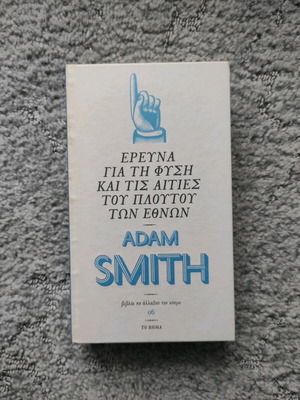 ΕΡΕΥΝΑ
ΓΙΑ ΤΗ ΦΥΣΗ
ΚΑΙ ΤΙΣ ΑΙΤΙΕΣ
ΤΟΥ ΠΛΟΥΤΟΥ
ΤΩΝ ΕΘΝΩΝ
ADAM
SMITH
βιβλία που άλλαξαν τον κόσμο
06
ΤΟ ΒΗΜΑ